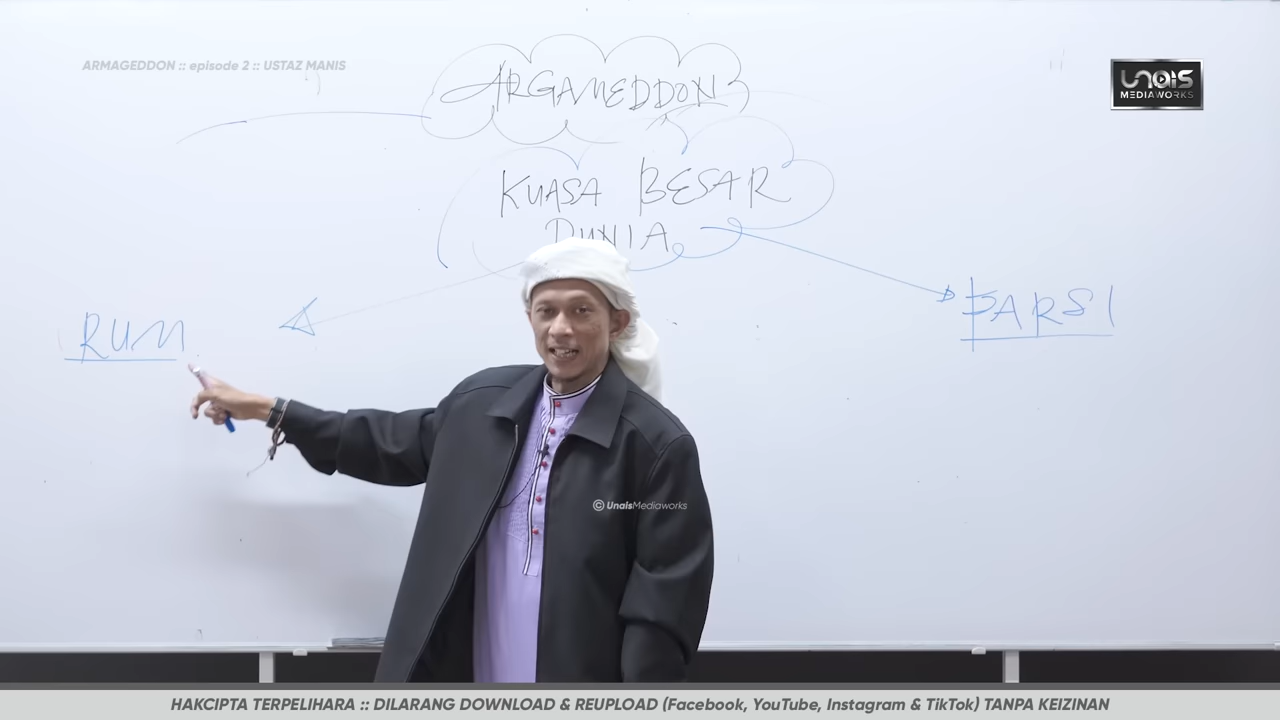 ARMAGEDDON :: episode 2 :: USTAZ MANIS
UNAIS
MEDIAWORKS
ARGAMEDDON
KUASA BESAR
DUNIA
RUM
PARSI
© UnaisMediaworks
HAKCIPTA TERPELIHARA :: DILARANG DOWNLOAD & REUPLOAD (Facebook, YouTube, Instagram & TikTok) TANPA KEIZINAN